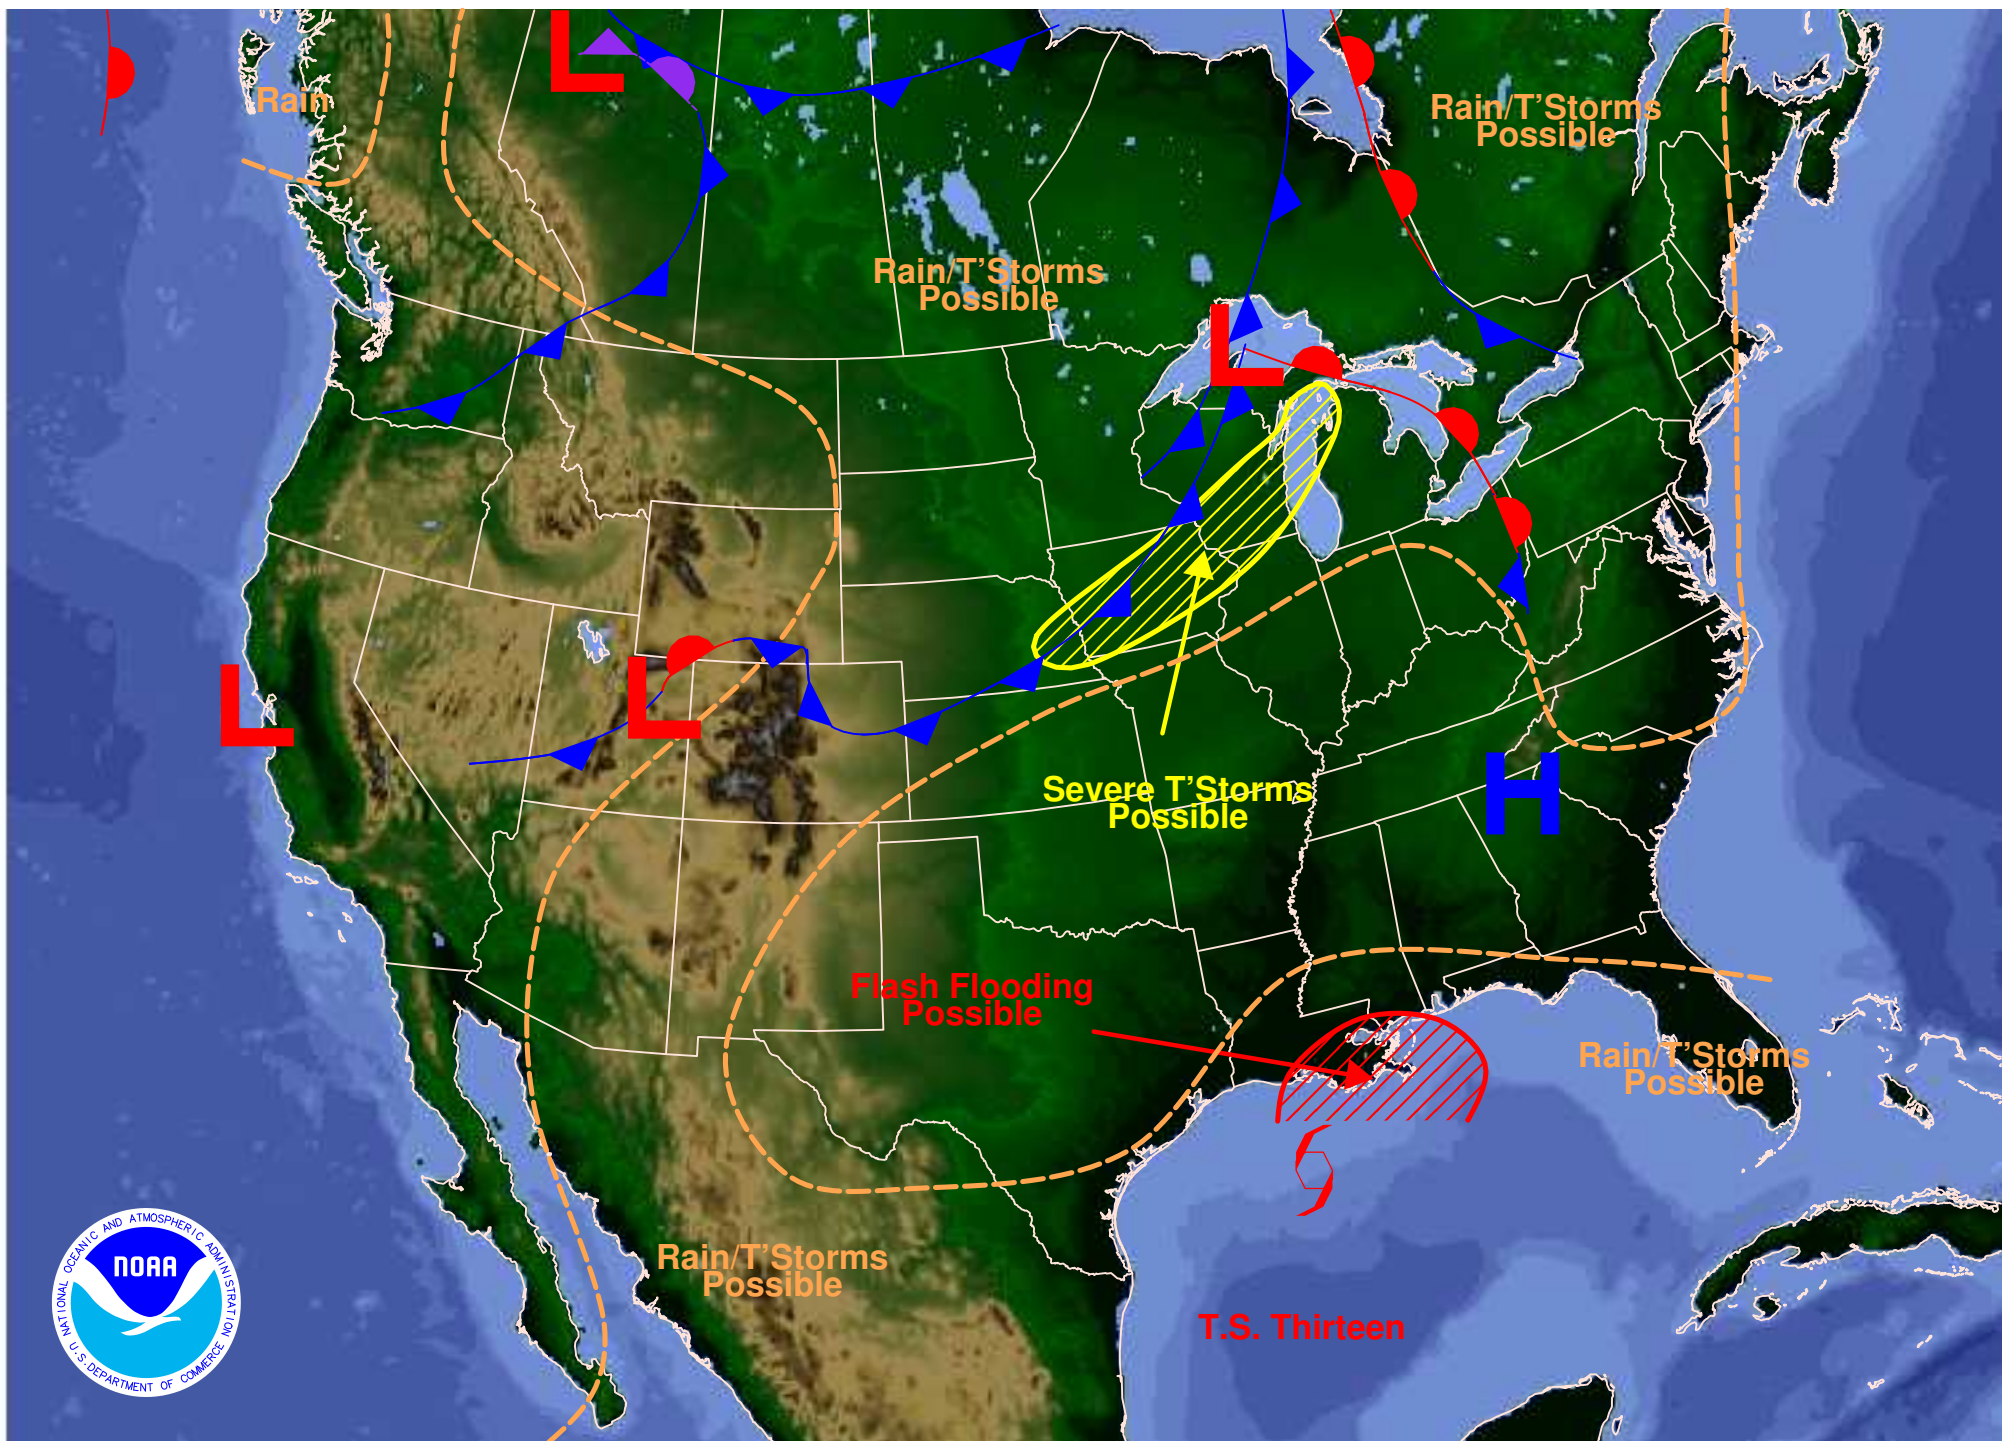 L
Rain
Rain/T'Storms
Possible
Rain/T'Storms
Possible
L
L
L
H
Severe T'Storms
Possible
Flash Flooding
Possible
Rain/T'Storms
Possible
Rain/T'Storms
Possible
T.S. Thirteen
NATIONAL OCEANIC AND ATMOSPHERIC ADMINISTRATION
NOAA
U.S. DEPARTMENT OF COMMERCE